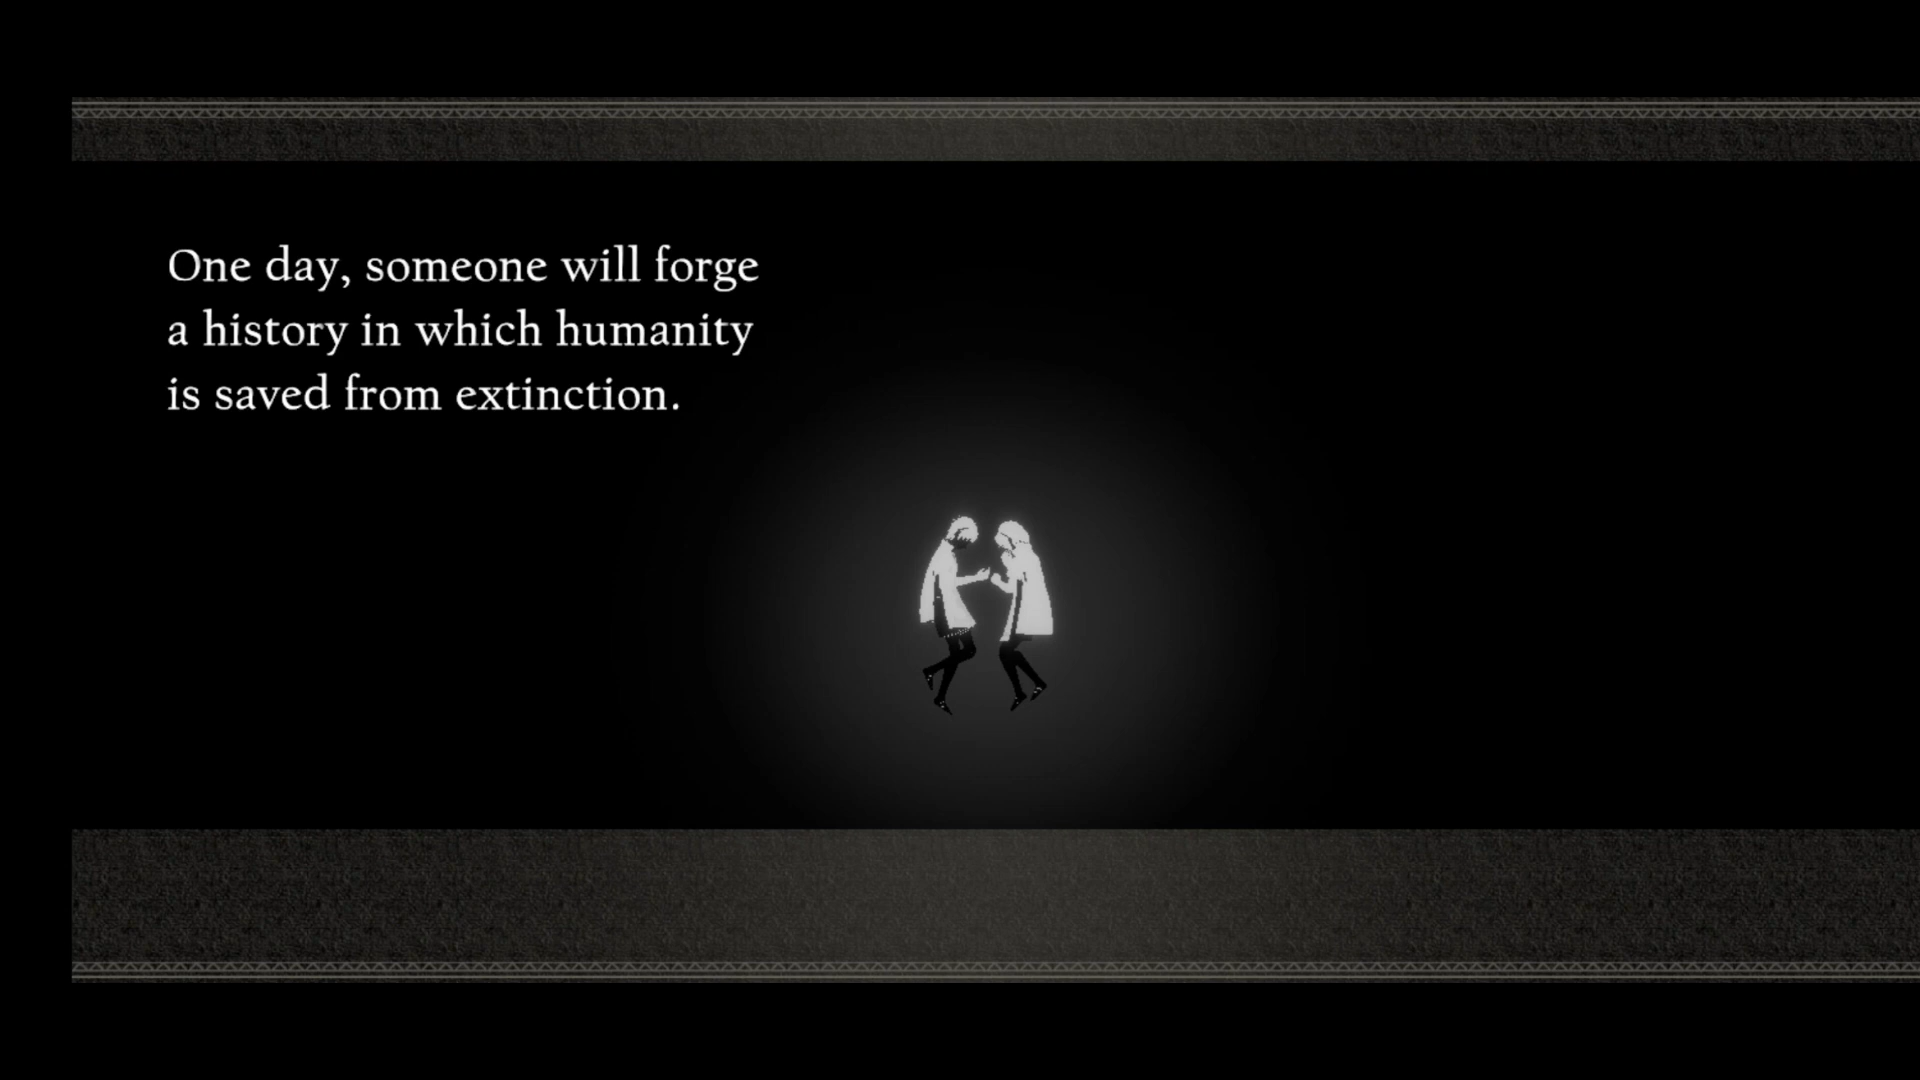 One day, someone will forge
a history in which humanity
is saved from extinction.